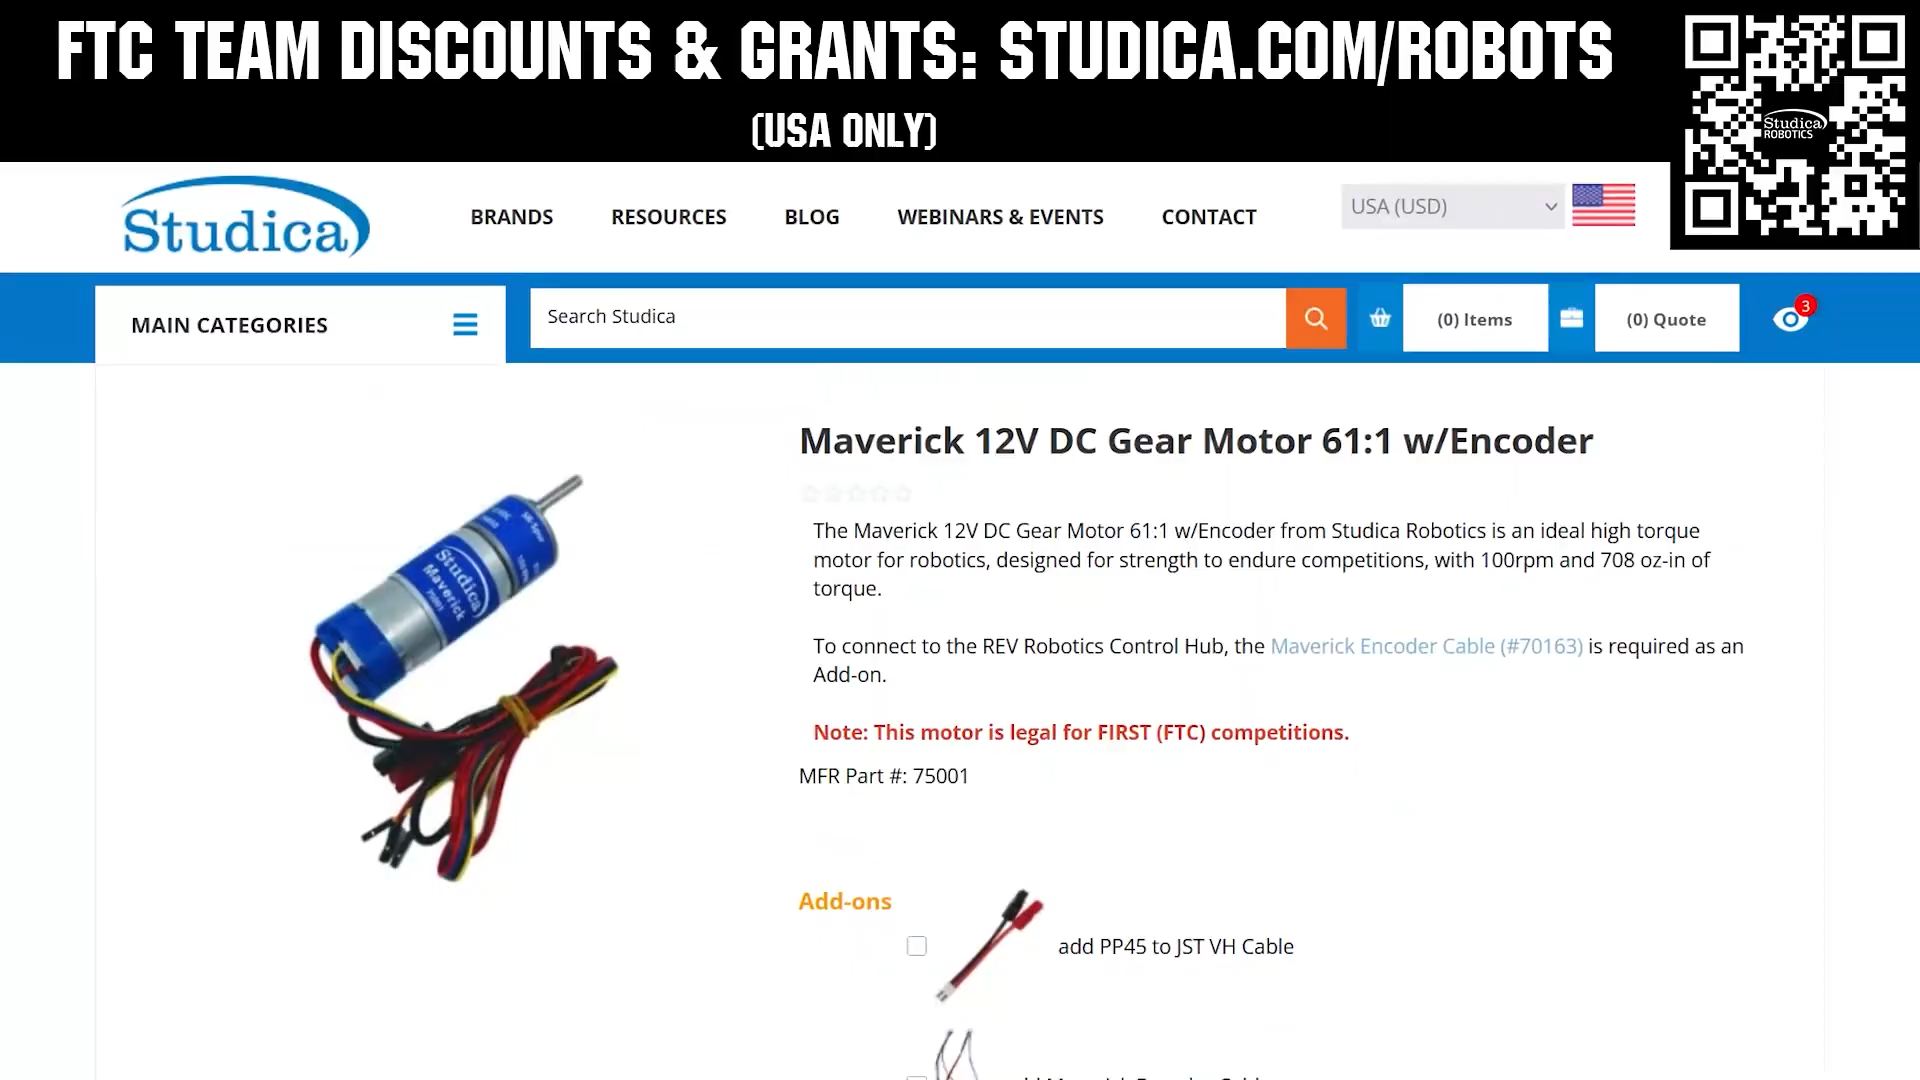 FTC TEAM DISCOUNTS & GRANTS: STUDICA.COM/ROBOTS
(USA ONLY)
Studica
ROBOTICS
Studica
BRANDS
RESOURCES
BLOG
WEBINARS & EVENTS
CONTACT
USA (USD)
MAIN CATEGORIES
Search Studica
(0) Items
(0) Quote
3
Maverick 12V DC Gear Motor 61:1 w/Encoder
The Maverick 12V DC Gear Motor 61:1 w/Encoder from Studica Robotics is an ideal high torque
motor for robotics, designed for strength to endure competitions, with 100rpm and 708 oz-in of
torque.
To connect to the REV Robotics Control Hub, the Maverick Encoder Cable (#70163) is required as an
Add-on.
Note: This motor is legal for FIRST (FTC) competitions.
MFR Part #: 75001
Studica
Maverick
75001
Add-ons
add PP45 to JST VH Cable